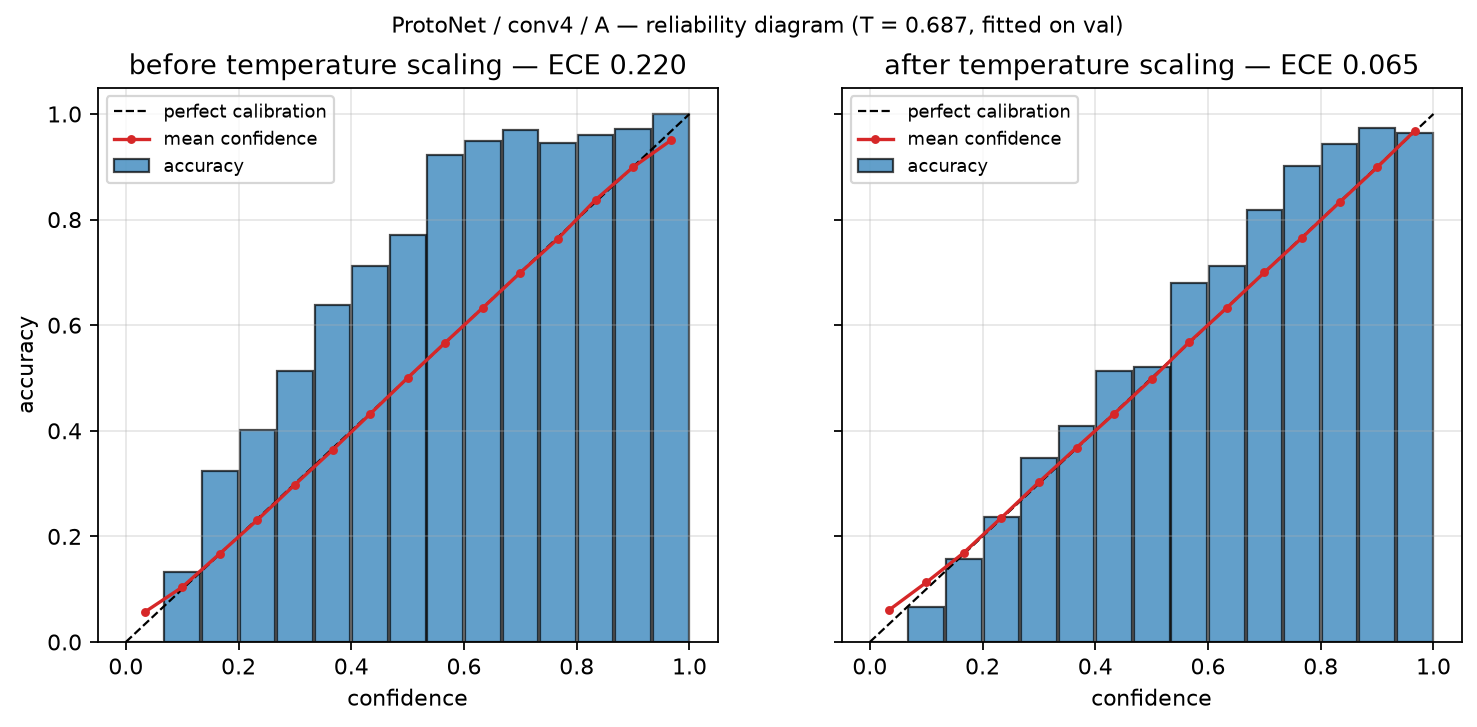 ProtoNet / conv4 / A — reliability diagram (T = 0.687, fitted on val)
before temperature scaling — ECE 0.220
perfect calibration
mean confidence
accuracy
1.0
0.8
0.6
0.4
0.2
0.0
accuracy
0.0 0.2 0.4 0.6 0.8 1.0
confidence
after temperature scaling — ECE 0.065
perfect calibration
mean confidence
accuracy
0.0 0.2 0.4 0.6 0.8 1.0
confidence